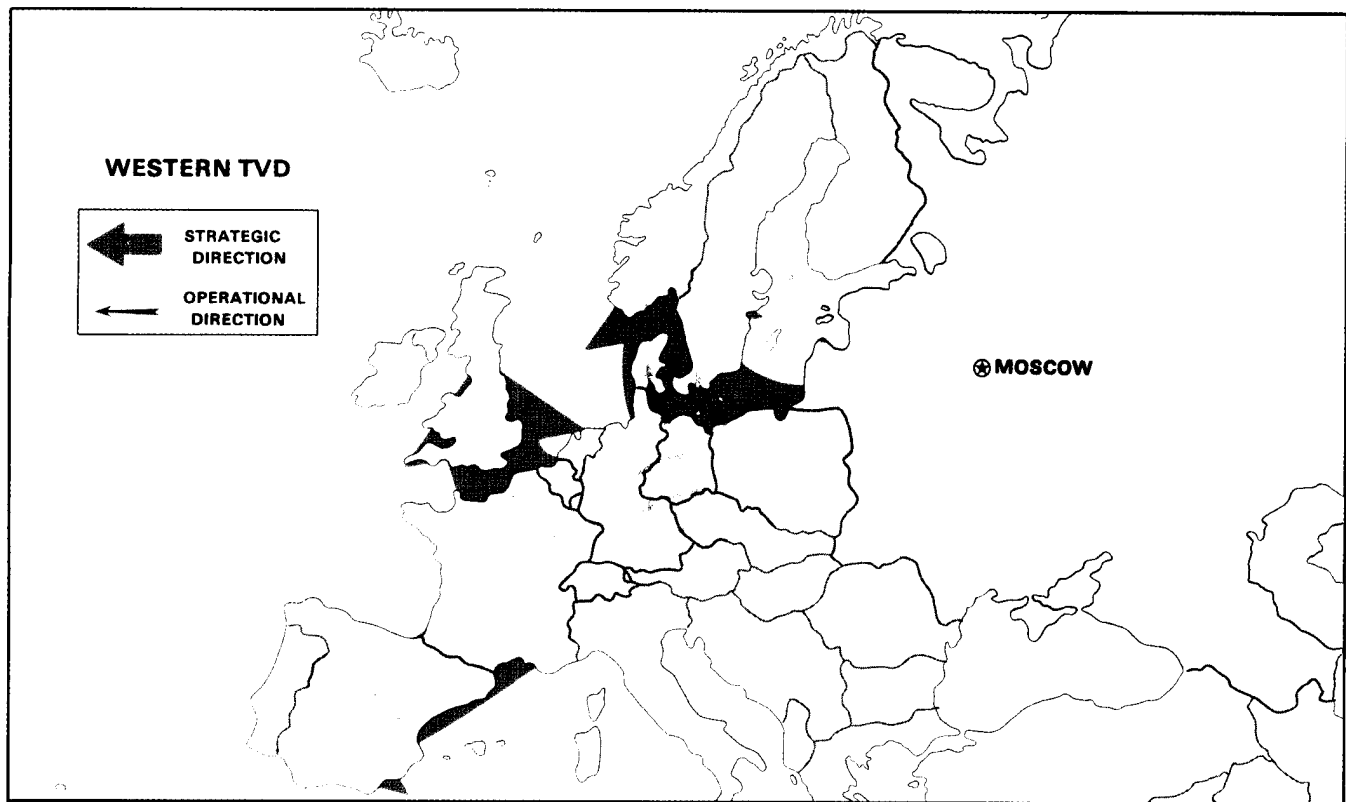 WESTERN TVD
STRATEGIC
DIRECTION
OPERATIONAL
DIRECTION
MOSCOW